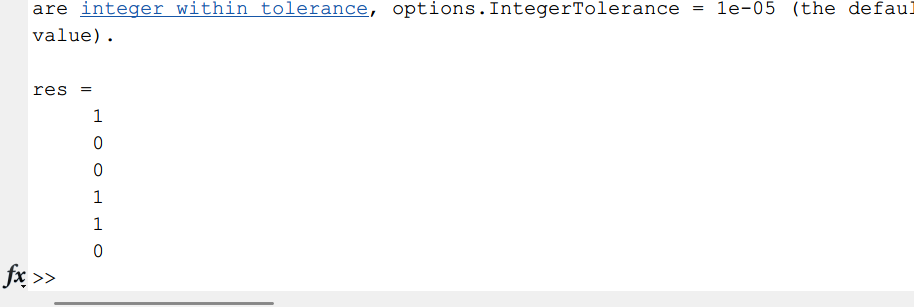 are integer within tolerance, options.IntegerTolerance = 1e-05 (the defaul
value).
res =
1
0
0
1
1
0
fx >>